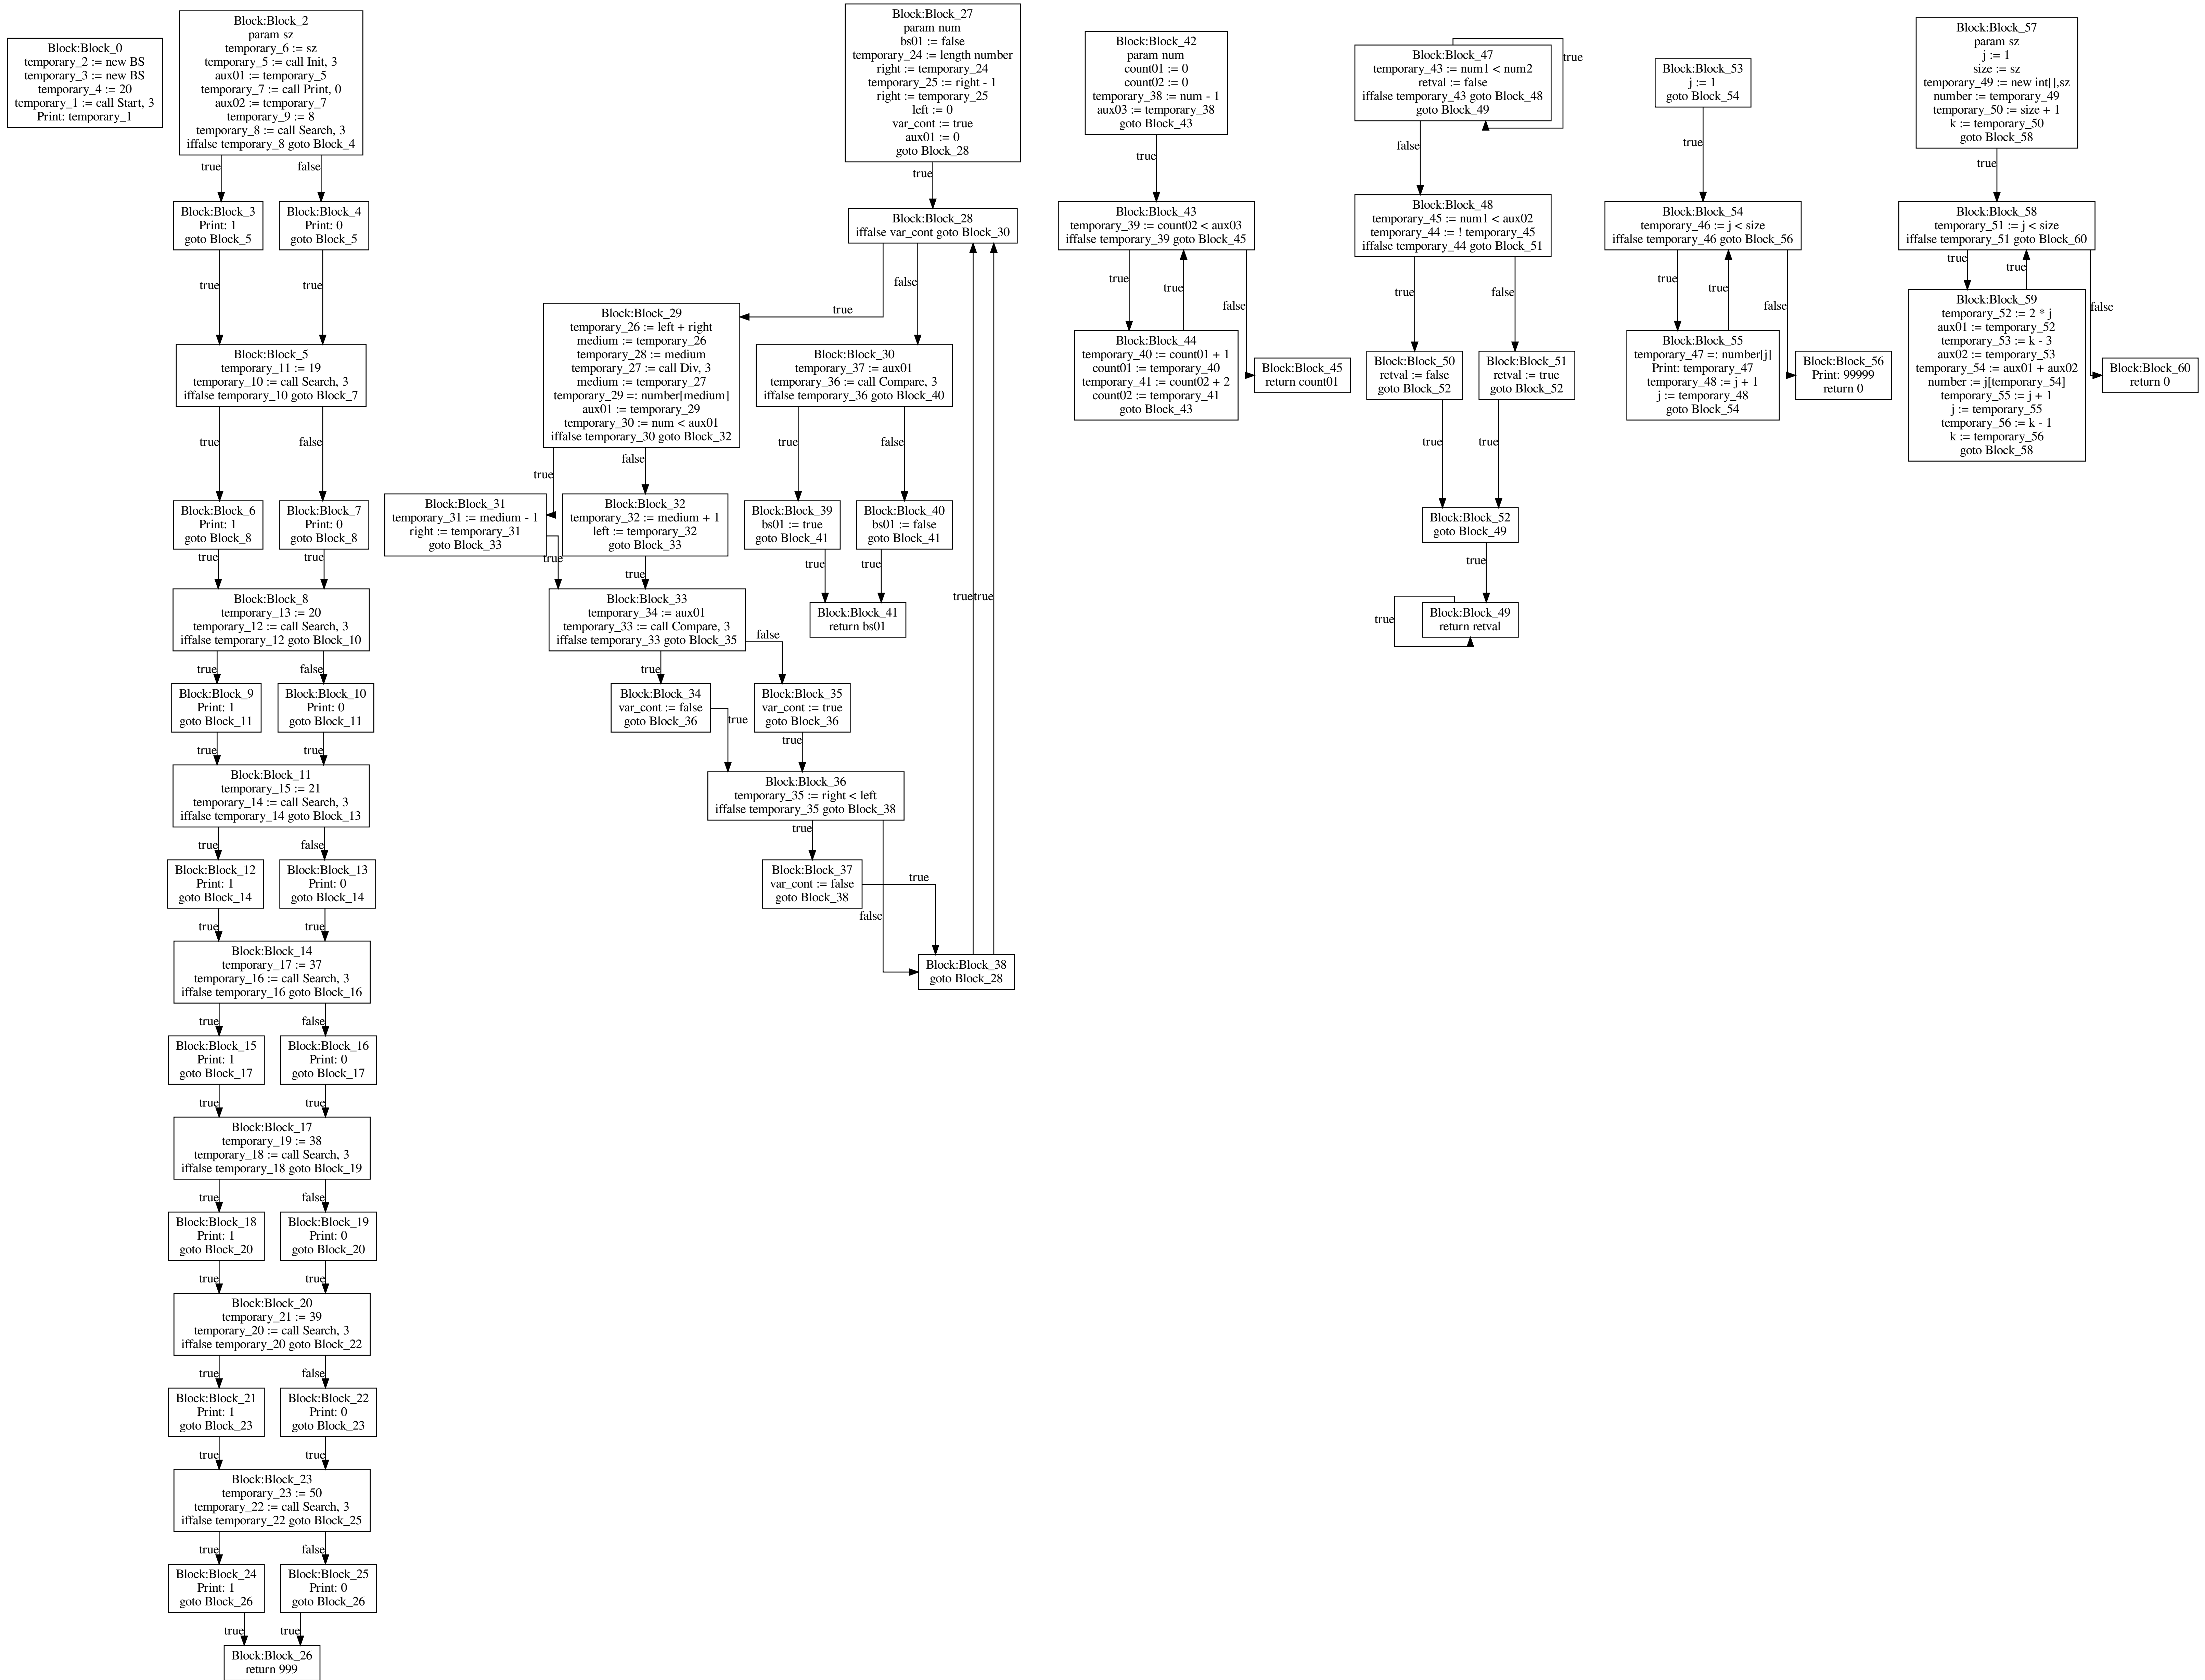 Block:Block_0
temporary_2 := new BS
temporary_3 := new BS
temporary_4 := 20
temporary_1 := call Start, 3
Print: temporary_1
Block:Block_2
param sz
temporary_6 := sz
temporary_5 := call Init, 3
aux01 := temporary_5
temporary_7 := call Print, 0
aux02 := temporary_7
temporary_9 := 8
temporary_8 := call Search, 3
iffalse temporary_8 goto Block_4
true
false
Block:Block_3
Print: 1
goto Block_5
Block:Block_4
Print: 0
goto Block_5
true
true
Block:Block_5
temporary_11 := 19
temporary_10 := call Search, 3
iffalse temporary_10 goto Block_7
true
false
Block:Block_6
Print: 1
goto Block_8
Block:Block_7
Print: 0
goto Block_8
true
true
Block:Block_8
temporary_13 := 20
temporary_12 := call Search, 3
iffalse temporary_12 goto Block_10
true
false
Block:Block_9
Print: 1
goto Block_11
Block:Block_10
Print: 0
goto Block_11
true
true
Block:Block_11
temporary_15 := 21
temporary_14 := call Search, 3
iffalse temporary_14 goto Block_13
true
false
Block:Block_12
Print: 1
goto Block_14
Block:Block_13
Print: 0
goto Block_14
true
true
Block:Block_14
temporary_17 := 37
temporary_16 := call Search, 3
iffalse temporary_16 goto Block_16
true
false
Block:Block_15
Print: 1
goto Block_17
Block:Block_16
Print: 0
goto Block_17
true
true
Block:Block_17
temporary_19 := 38
temporary_18 := call Search, 3
iffalse temporary_18 goto Block_19
true
false
Block:Block_18
Print: 1
goto Block_20
Block:Block_19
Print: 0
goto Block_20
true
true
Block:Block_20
temporary_21 := 39
temporary_20 := call Search, 3
iffalse temporary_20 goto Block_22
true
false
Block:Block_21
Print: 1
goto Block_23
Block:Block_22
Print: 0
goto Block_23
true
true
Block:Block_23
temporary_23 := 50
temporary_22 := call Search, 3
iffalse temporary_22 goto Block_25
true
false
Block:Block_24
Print: 1
goto Block_26
Block:Block_25
Print: 0
goto Block_26
true
true
Block:Block_26
return 999
Block:Block_27
param num
bs01 := false
temporary_24 := length number
right := temporary_24
temporary_25 := right - 1
right := temporary_25
left := 0
var_cont := true
aux01 := 0
goto Block_28
true
Block:Block_28
iffalse var_cont goto Block_30
true
false
Block:Block_29
temporary_26 := left + right
medium := temporary_26
temporary_28 := medium
temporary_27 := call Div, 3
medium := temporary_27
temporary_29 =: number[medium]
aux01 := temporary_29
temporary_30 := num < aux01
iffalse temporary_30 goto Block_32
Block:Block_30
temporary_37 := aux01
temporary_36 := call Compare, 3
iffalse temporary_36 goto Block_40
true
false
true
false
Block:Block_31
temporary_31 := medium - 1
right := temporary_31
goto Block_33
Block:Block_32
temporary_32 := medium + 1
left := temporary_32
goto Block_33
Block:Block_39
bs01 := true
goto Block_41
Block:Block_40
bs01 := false
goto Block_41
true
true
true
true
Block:Block_33
temporary_34 := aux01
temporary_33 := call Compare, 3
iffalse temporary_33 goto Block_35
Block:Block_41
return bs01
true
true
true
false
Block:Block_34
var_cont := false
goto Block_36
Block:Block_35
var_cont := true
goto Block_36
true
true
Block:Block_36
temporary_35 := right < left
iffalse temporary_35 goto Block_38
true
false
Block:Block_37
var_cont := false
goto Block_38
true
Block:Block_38
goto Block_28
Block:Block_42
param num
count01 := 0
count02 := 0
temporary_38 := num - 1
aux03 := temporary_38
goto Block_43
true
Block:Block_43
temporary_39 := count02 < aux03
iffalse temporary_39 goto Block_45
true
true
false
Block:Block_44
temporary_40 := count01 + 1
count01 := temporary_40
temporary_41 := count02 + 2
count02 := temporary_41
goto Block_43
Block:Block_45
return count01
Block:Block_47
temporary_43 := num1 < num2
retval := false
iffalse temporary_43 goto Block_48
goto Block_49
true
false
Block:Block_48
temporary_45 := num1 < aux02
temporary_44 := ! temporary_45
iffalse temporary_44 goto Block_51
true
false
Block:Block_50
retval := false
goto Block_52
Block:Block_51
retval := true
goto Block_52
true
true
Block:Block_52
goto Block_49
true
Block:Block_49
return retval
true
Block:Block_53
j := 1
goto Block_54
true
Block:Block_54
temporary_46 := j < size
iffalse temporary_46 goto Block_56
true
true
false
Block:Block_55
temporary_47 =: number[j]
Print: temporary_47
temporary_48 := j + 1
j := temporary_48
goto Block_54
Block:Block_56
Print: 99999
return 0
Block:Block_57
param sz
j := 1
size := sz
temporary_49 := new int[],sz
number := temporary_49
temporary_50 := size + 1
k := temporary_50
goto Block_58
true
Block:Block_58
temporary_51 := j < size
iffalse temporary_51 goto Block_60
true
true
false
Block:Block_59
temporary_52 := 2 * j
aux01 := temporary_52
temporary_53 := k - 3
aux02 := temporary_53
temporary_54 := aux01 + aux02
number := j[temporary_54]
temporary_55 := j + 1
j := temporary_55
temporary_56 := k - 1
k := temporary_56
goto Block_58
Block:Block_60
return 0